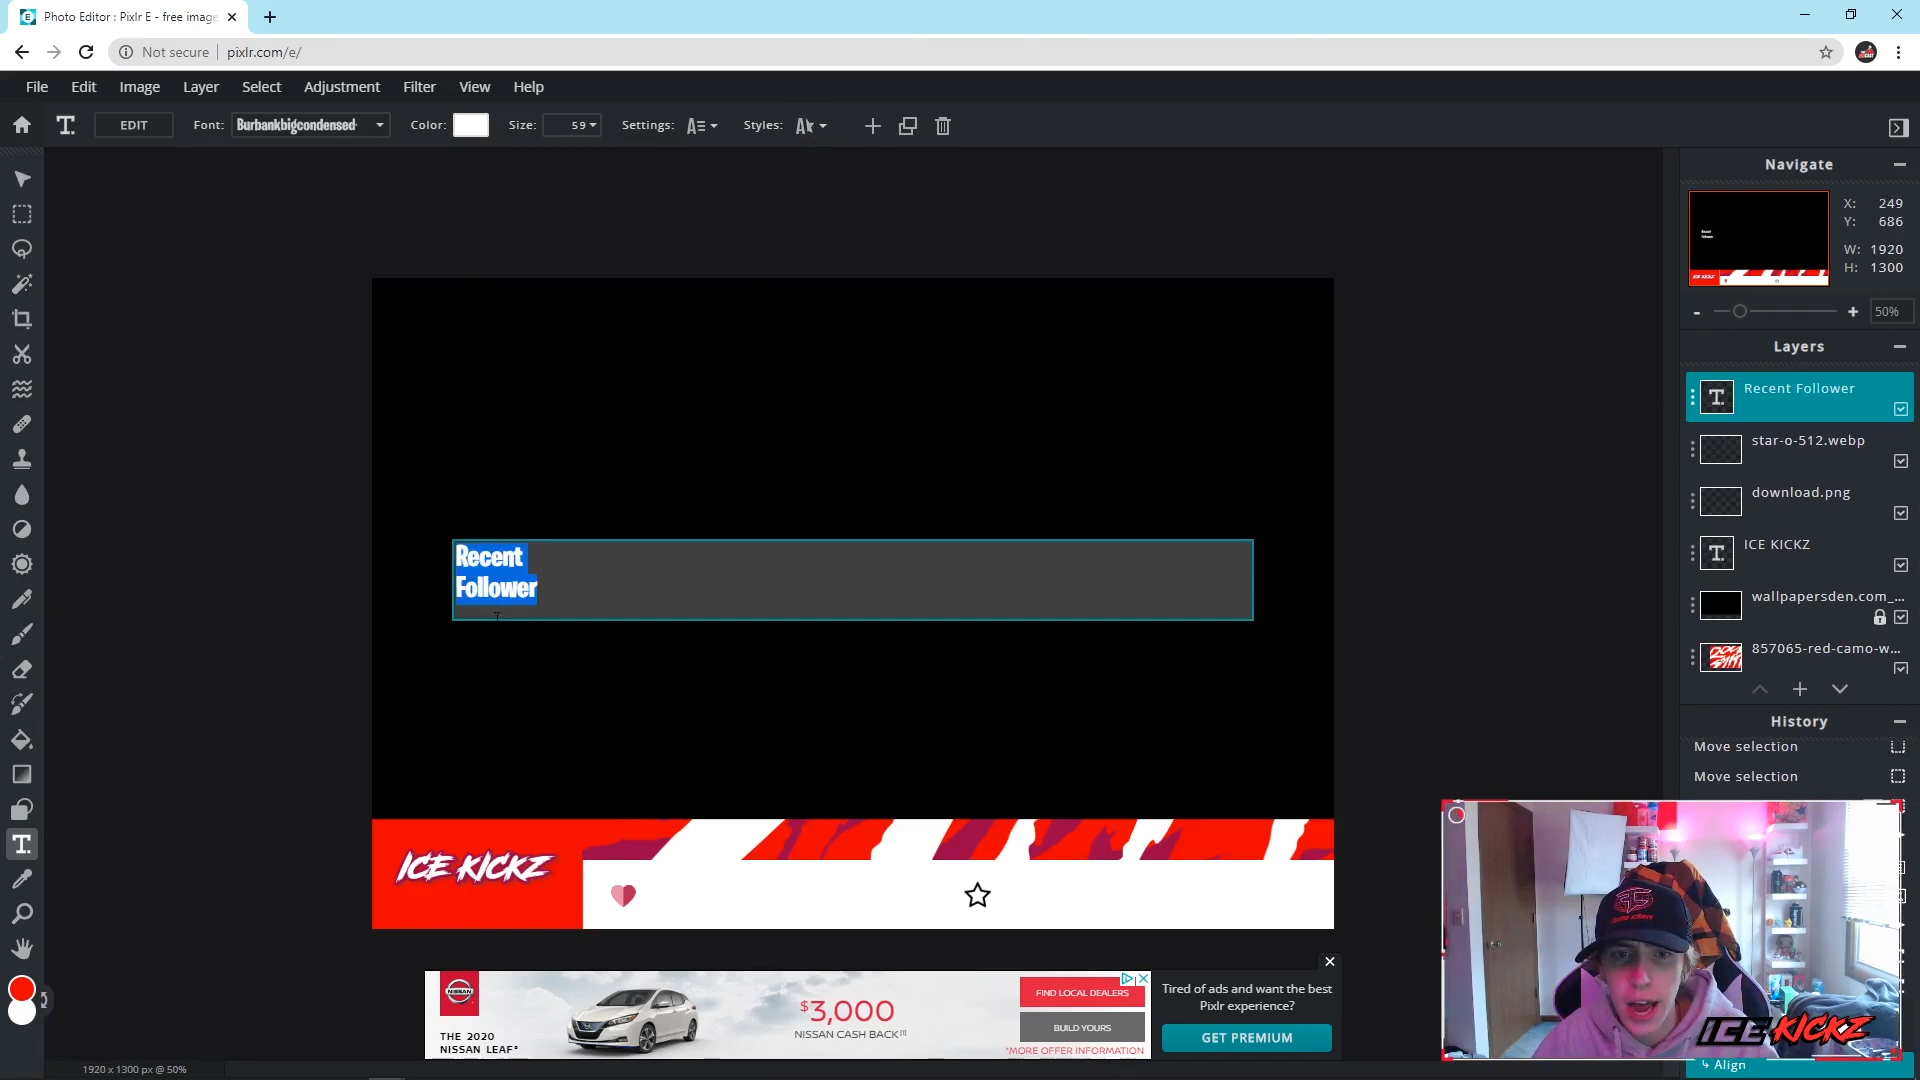 Photo Editor : Pixlr E - free image
Not secure
pixlr.com/e/
File Edit Image Layer Select Adjustment Filter View Help
EDIT Font: Burbankbigcondensed Color: Size: 59 Settings: Styles:
Navigate
X: 249
Y: 686
W: 1920
H: 1300
50%
Layers
Recent Follower
star-o-512.webp
download.png
ICE KICKZ
wallpapersden.com_...
857065-red-camo-w...
History
Move selection
Move selection
Align
Recent
Follower
ICE KICKZ
NISSAN
THE 2020
NISSAN LEAF®
$3,000
NISSAN CASH BACK[1]
FIND LOCAL DEALERS
BUILD YOURS
*MORE OFFER INFORMATION
Tired of ads and want the best
Pixlr experience?
GET PREMIUM
ICE KICKZ
1920 x 1300 px @ 50%